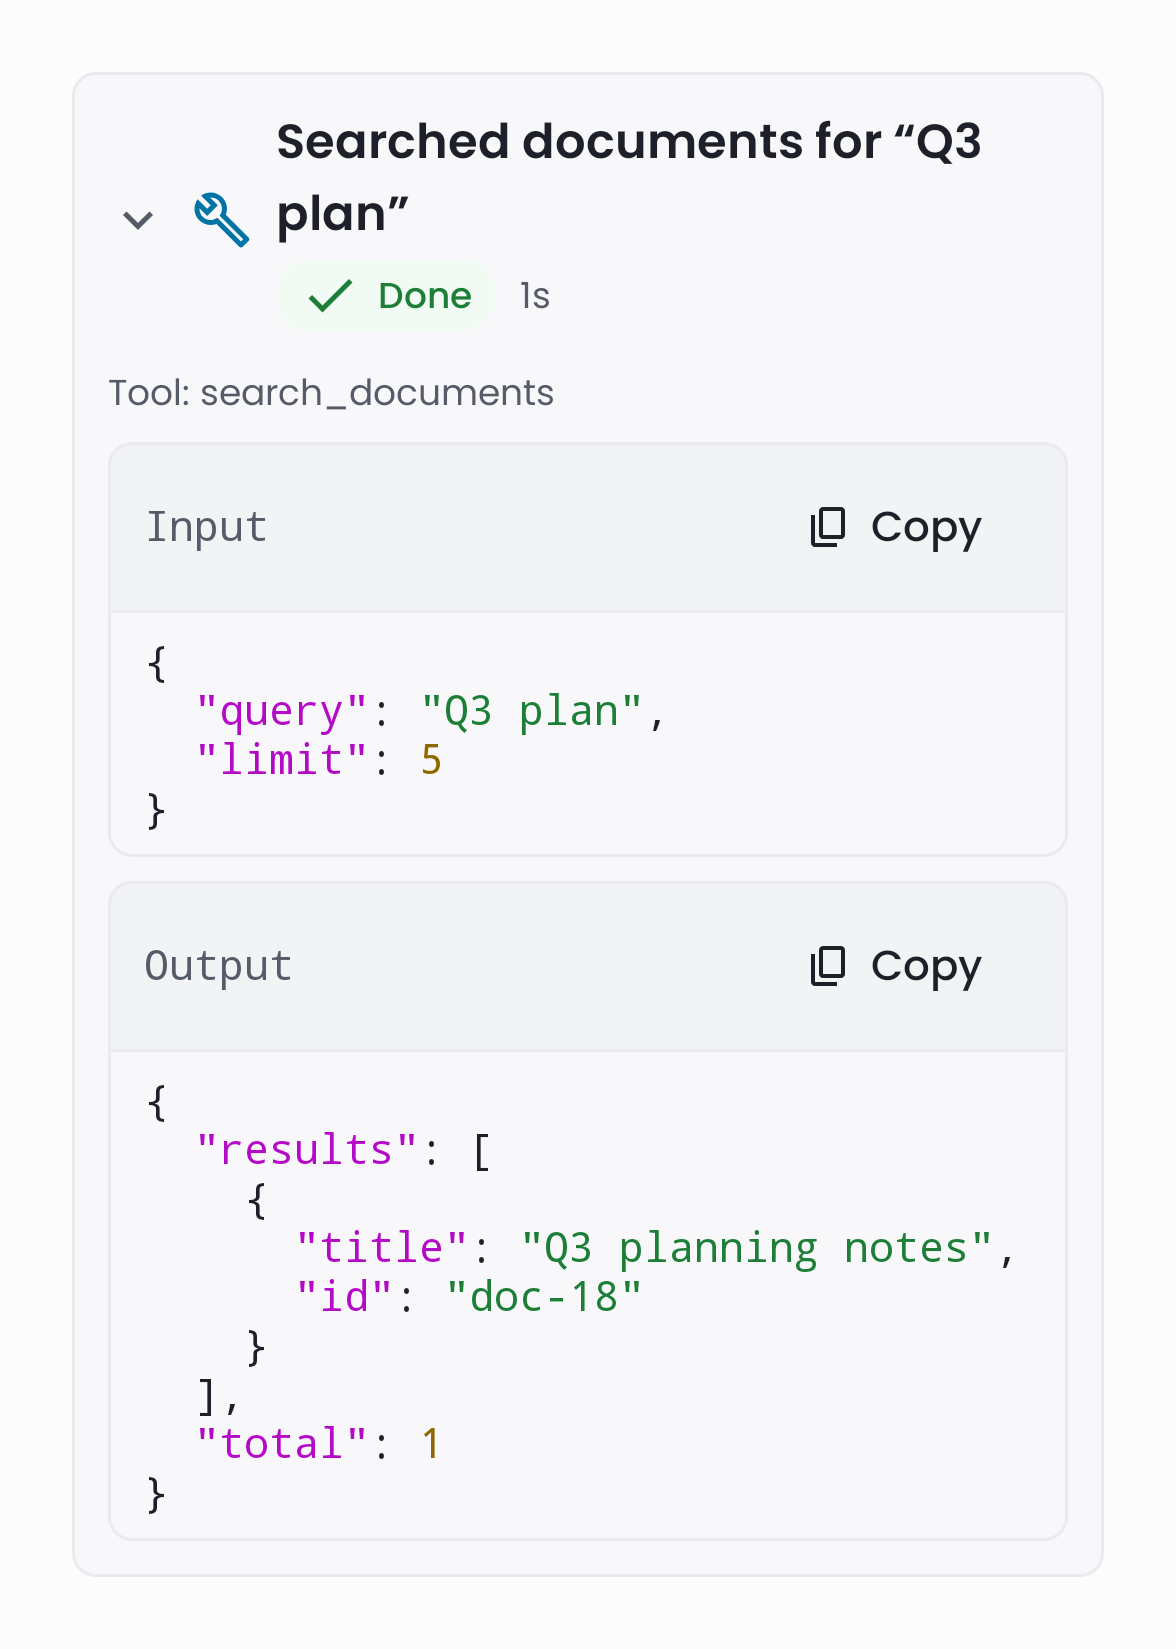 Searched documents for “Q3
plan”
Done 1s
Tool: search_documents
Input Copy
{
  "query": "Q3 plan",
  "limit": 5
}
Output Copy
{
  "results": [
    {
      "title": "Q3 planning notes",
      "id": "doc-18"
    }
  ],
  "total": 1
}